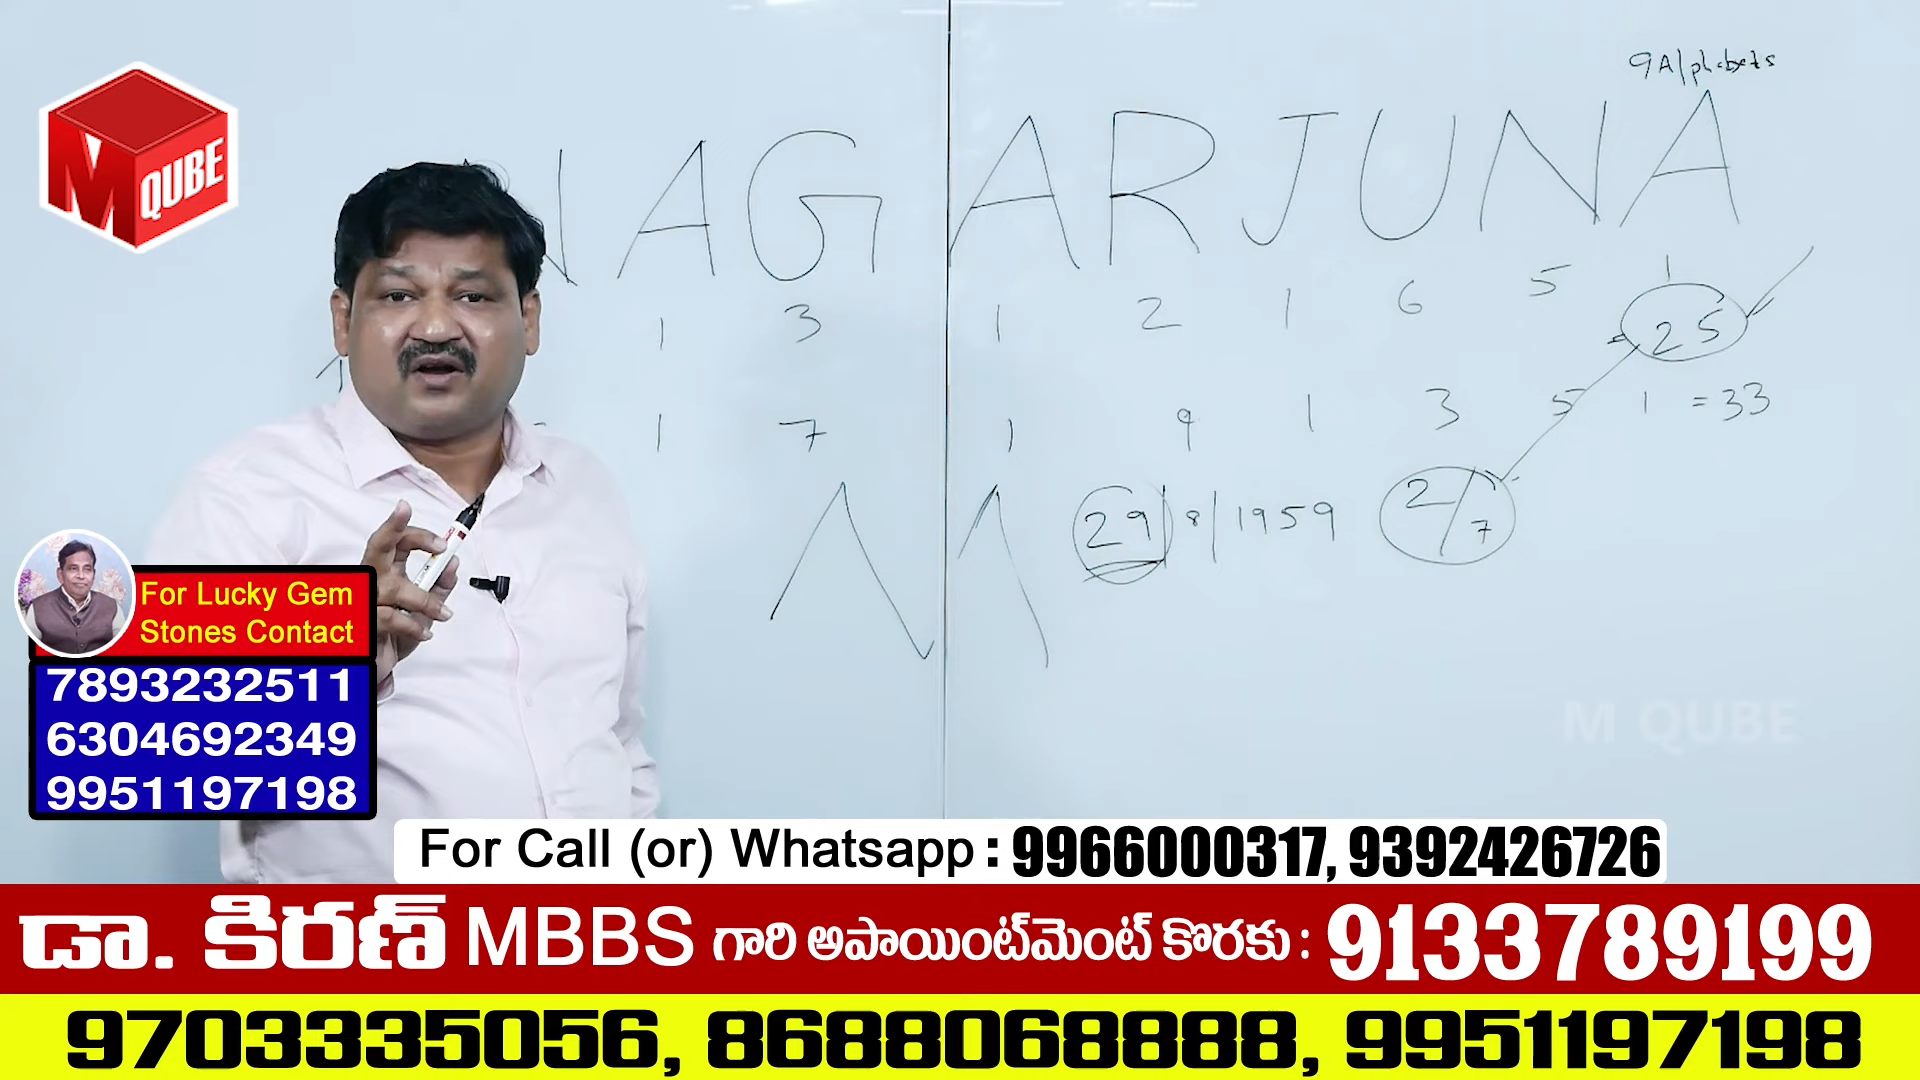 9 Alphabets
M QUBE
NAGARJUNA
1 3 1 2 1 6 5 1
25
1 7 1 9 1 3 5 1 = 33
29/8/1959 2/7
For Lucky Gem
Stones Contact
7893232511
6304692349
9951197198
M QUBE
For Call (or) Whatsapp : 9966000317, 9392426726
డా. కిరణ్ MBBS గారి అపాయింట్‌మెంట్ కొరకు : 9133789199
9703335056, 8688068888, 9951197198